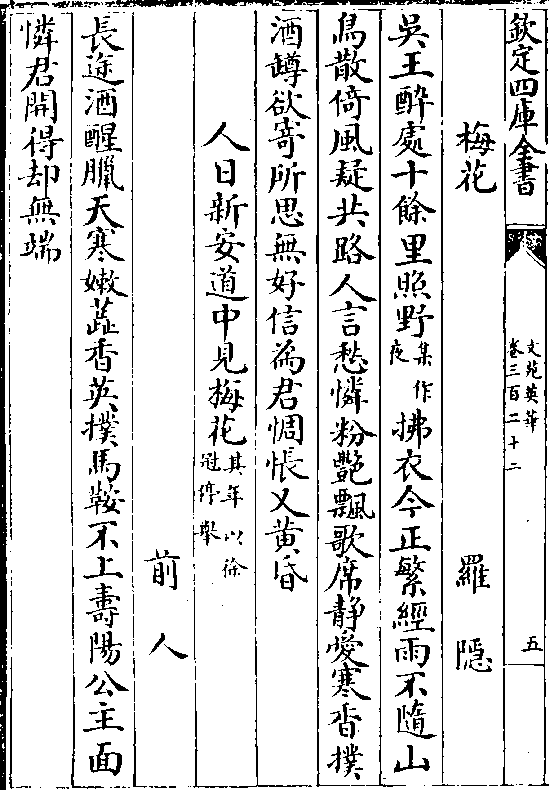 欽定四庫全書
文苑英華
卷三百二十二
五
梅花　羅隱
吳王醉處十餘里照野集作夜拂衣今正繁經雨不隨山
鳥散倚風疑共路人言愁憐粉艷飄歌席静愛寒香撲
酒罇欲寄所思無好信為君惆悵又黃昏
人日新安道中見梅花其年以徐冠停舉
前人
長途酒醒臘天寒嫩蘂香英撲馬鞍不上壽陽公主面
憐君開得却無端